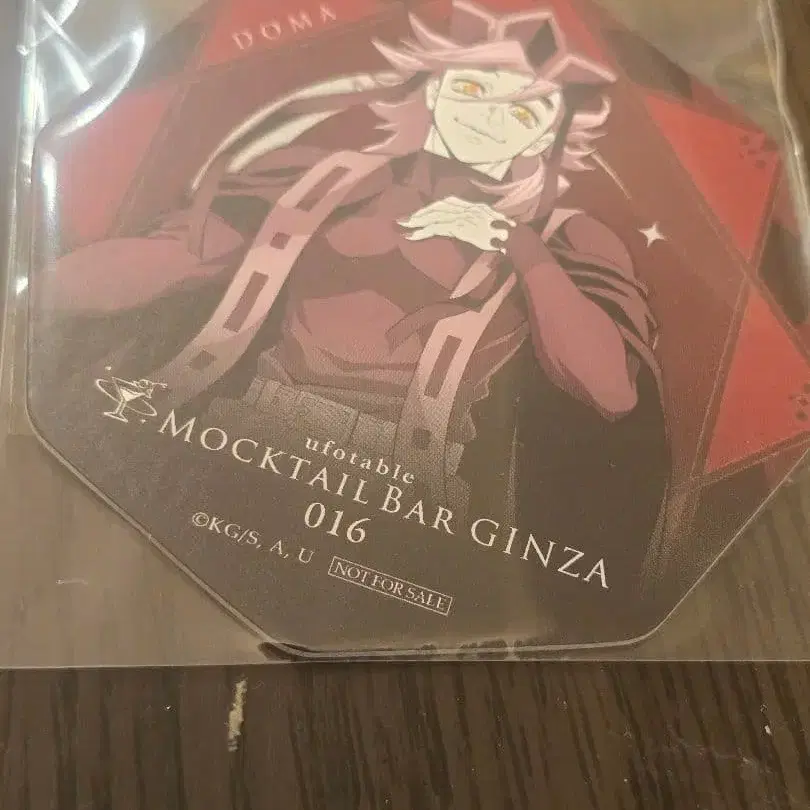 DOMA
ufotable
MOCKTAIL BAR GINZA
016
©KG/S, A, U
NOT FOR SALE